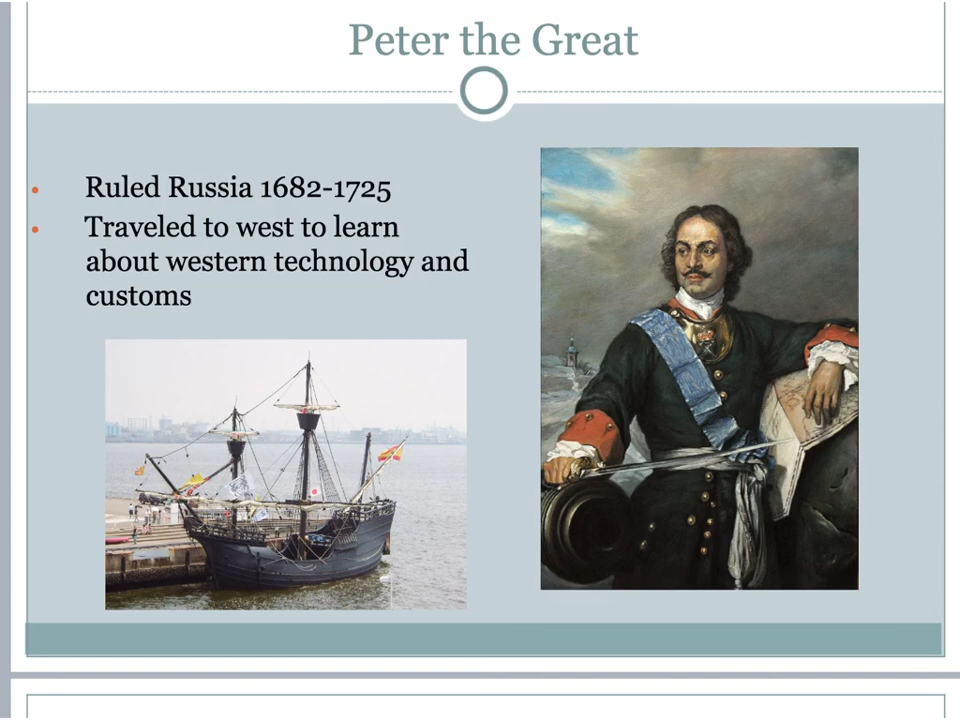 Peter the Great
Ruled Russia 1682-1725
Traveled to west to learn
about western technology and
customs